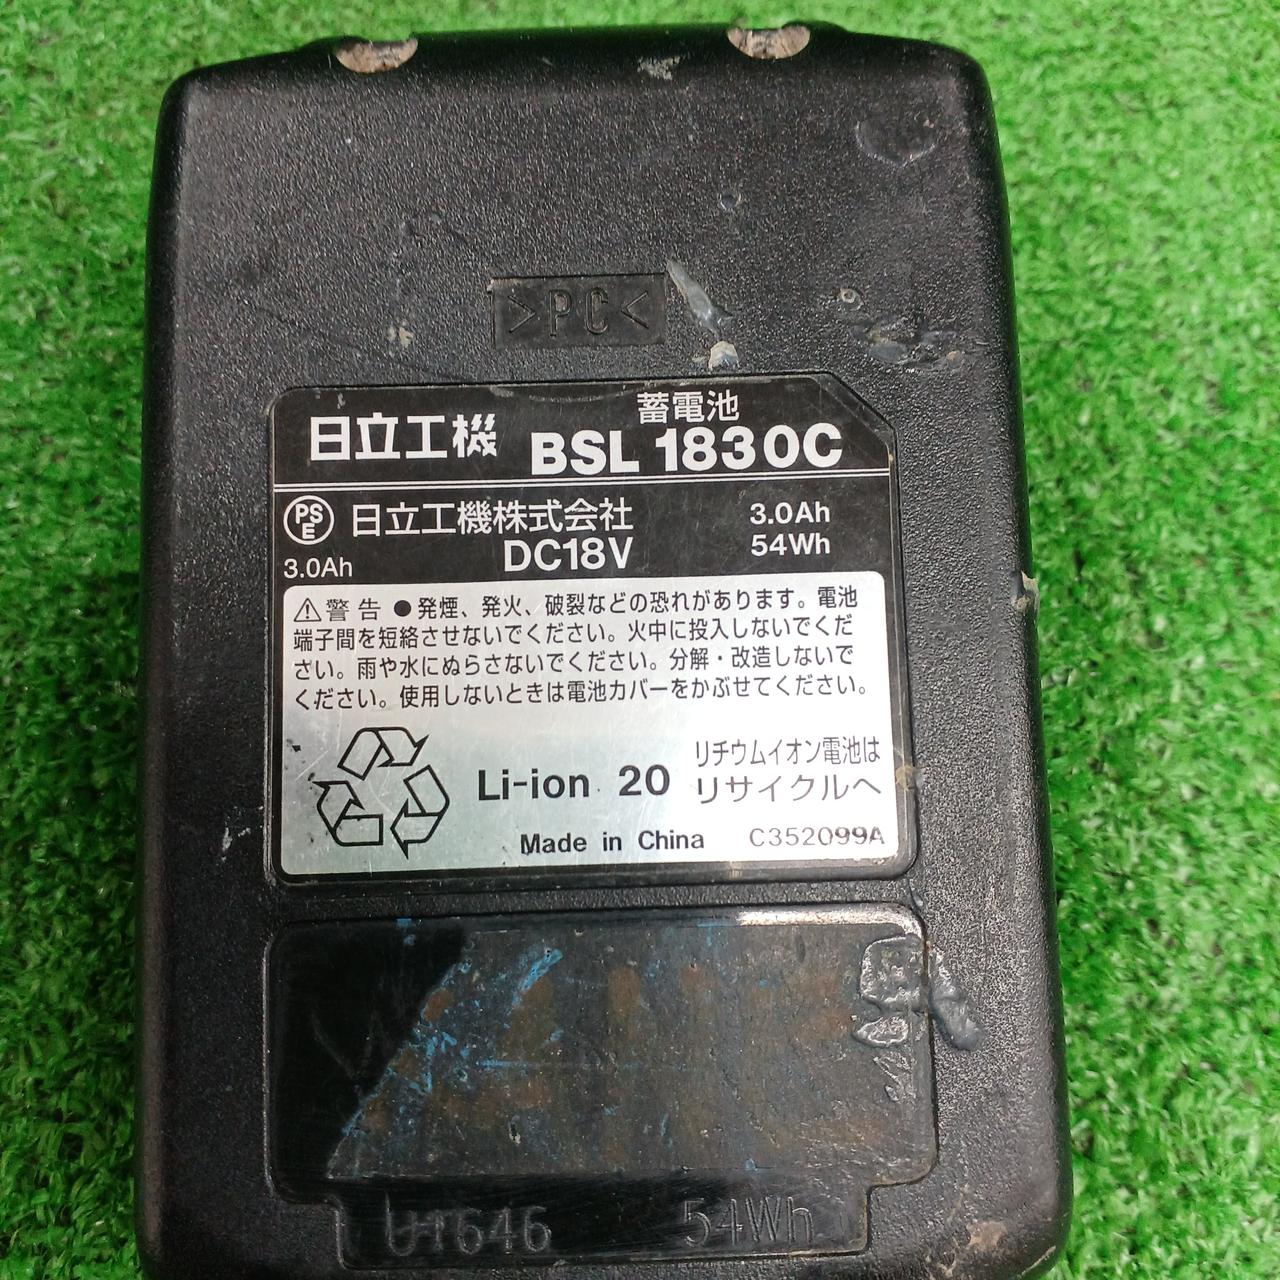 >PC<
蓄電池
日立工機 BSL 1830C
PSE 日立工機株式会社 3.0Ah
DC18V 54Wh
3.0Ah
⚠警告 ●発煙、発火、破裂などの恐れがあります。電池
端子間を短絡させないでください。火中に投入しないでくだ
さい。雨や水にぬらさないでください。分解・改造しないで
ください。使用しないときは電池カバーをかぶせてください。
リチウムイオン電池は
Li-ion 20 リサイクルへ
Made in China C352099A
54Wh